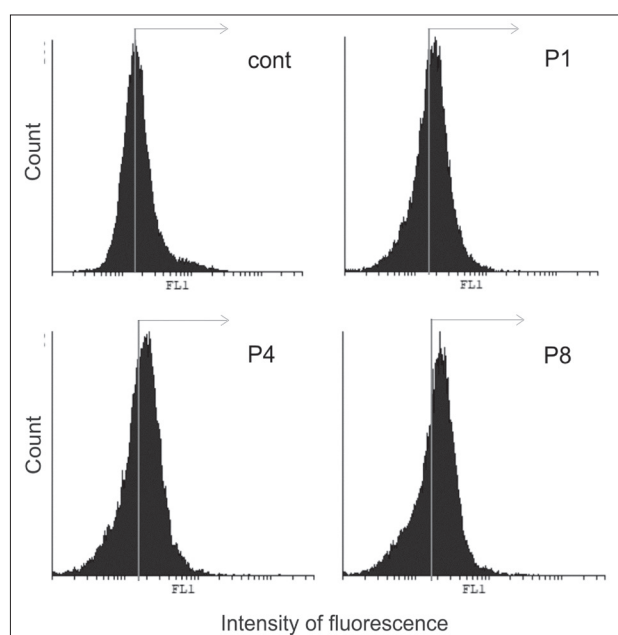 cont
P1
Count
FL1
FL1
P4
P8
Count
FL1
FL1
Intensity of fluorescence